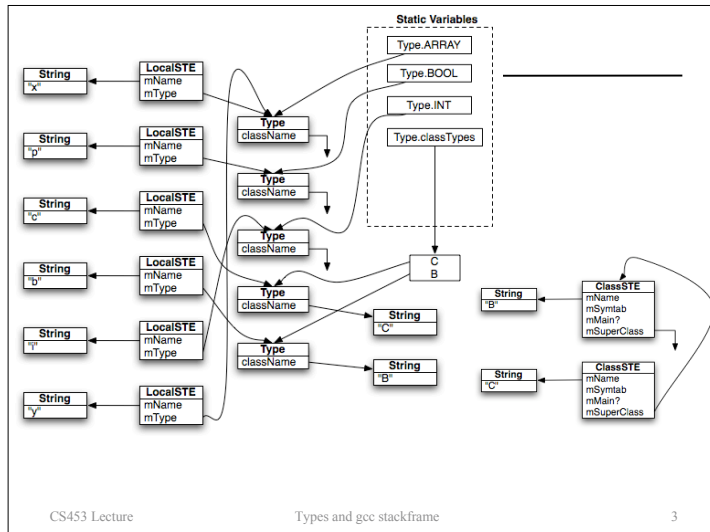 Static Variables
Type.ARRAY
Type.BOOL
Type.INT
Type.classTypes
String
"x"
LocalSTE
mName
mType
Type
className
String
"p"
LocalSTE
mName
mType
Type
className
String
"c"
LocalSTE
mName
mType
Type
className
String
"b"
LocalSTE
mName
mType
Type
className
String
"C"
C
B
String
"i"
LocalSTE
mName
mType
Type
className
String
"B"
String
"y"
LocalSTE
mName
mType
String
"B"
ClassSTE
mName
mSymtab
mMain?
mSuperClass
String
"C"
ClassSTE
mName
mSymtab
mMain?
mSuperClass
CS453 Lecture
Types and gcc stackframe
3